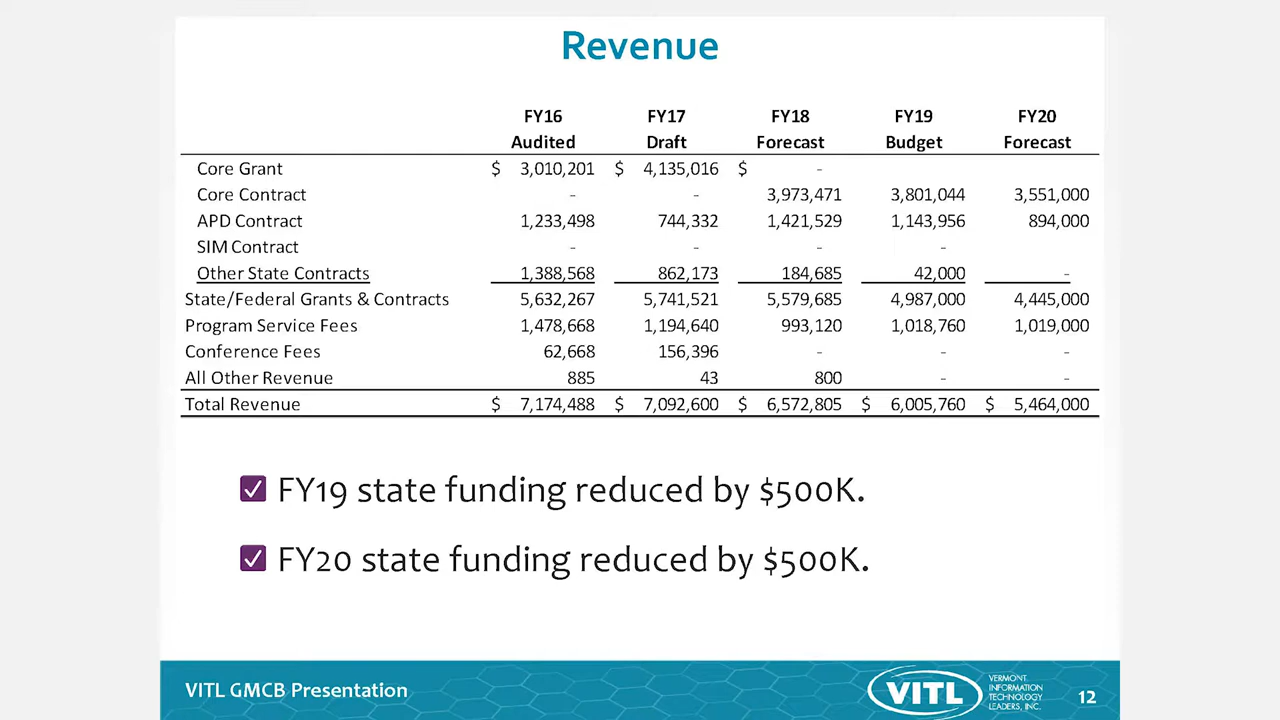 Revenue
FY16 FY17 FY18 FY19 FY20
Audited Draft Forecast Budget Forecast
Core Grant $ 3,010,201 $ 4,135,016 $ -
Core Contract - - 3,973,471 3,801,044 3,551,000
APD Contract 1,233,498 744,332 1,421,529 1,143,956 894,000
SIM Contract - - - -
Other State Contracts 1,388,568 862,173 184,685 42,000 -
State/Federal Grants & Contracts 5,632,267 5,741,521 5,579,685 4,987,000 4,445,000
Program Service Fees 1,478,668 1,194,640 993,120 1,018,760 1,019,000
Conference Fees 62,668 156,396 - - -
All Other Revenue 885 43 800 - -
Total Revenue $ 7,174,488 $ 7,092,600 $ 6,572,805 $ 6,005,760 $ 5,464,000
FY19 state funding reduced by $500K.
FY20 state funding reduced by $500K.
VITL GMCB Presentation
VITL
VERMONT
INFORMATION
TECHNOLOGY
LEADERS, INC.
12